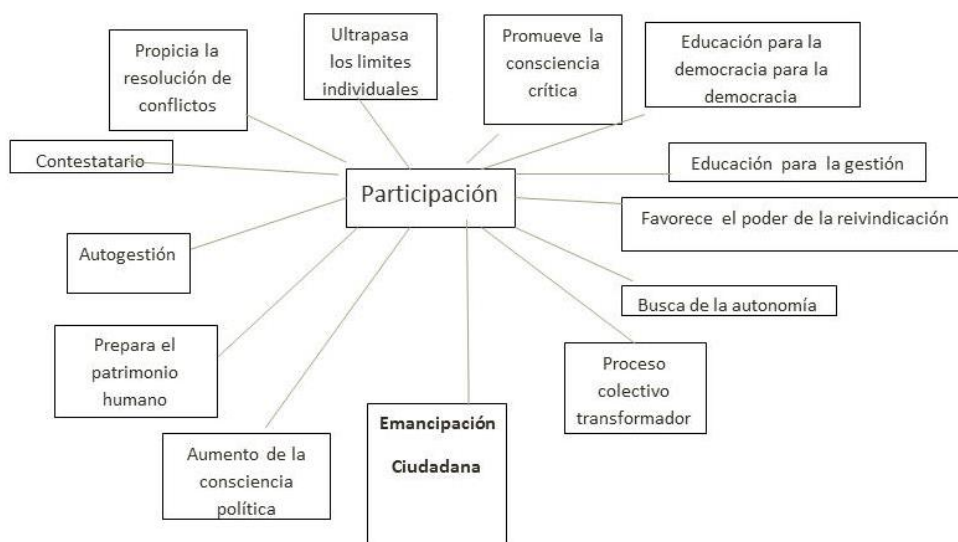 Propicia la
resolución de
conflictos
Ultrapasa
los limites
individuales
Promueve la
consciencia
crítica
Educación para la
democracia para la
democracia
Contestatario
Educación para la gestión
Participación
Favorece el poder de la reivindicación
Autogestión
Busca de la autonomía
Prepara el
patrimonio
humano
Proceso
colectivo
transformador
Emancipación
Ciudadana
Aumento de la
consciencia
política